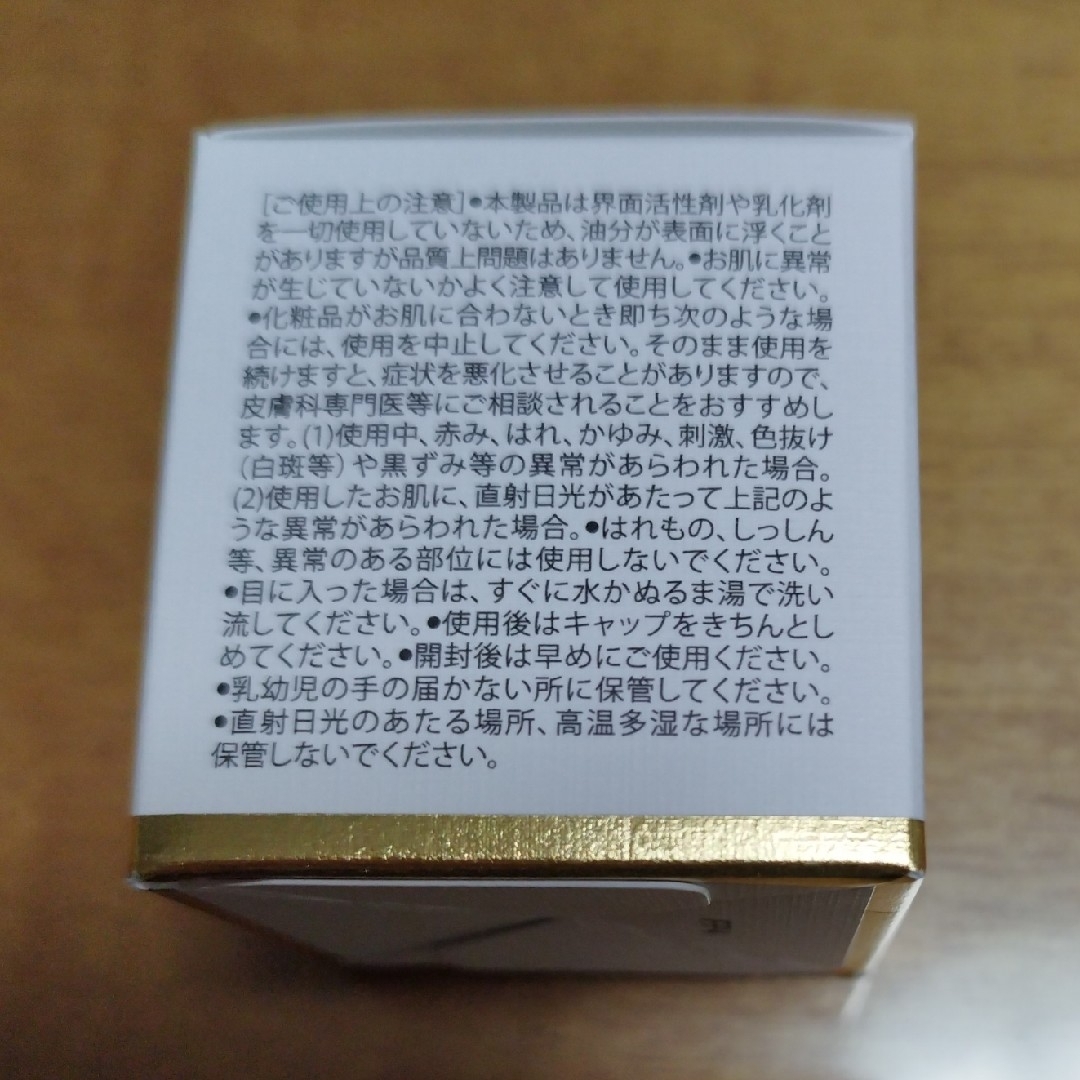 [ご使用上の注意]●本製品は界面活性剤や乳化剤
を一切使用していないため、油分が表面に浮くこと
がありますが品質上問題はありません。●お肌に異常
が生じていないかよく注意して使用してください。
●化粧品がお肌に合わないとき即ち次のような場
合には、使用を中止してください。そのまま使用を
続けますと、症状を悪化させることがありますので、
皮膚科専門医等にご相談されることをおすすめし
ます。(1)使用中、赤み、はれ、かゆみ、刺激、色抜け
(白斑等)や黒ずみ等の異常があらわれた場合。
(2)使用したお肌に、直射日光があたって上記のよ
うな異常があらわれた場合。●はれもの、しっしん
等、異常のある部位には使用しないでください。
●目に入った場合は、すぐに水かぬるま湯で洗い
流してください。●使用後はキャップをきちんとし
めてください。●開封後は早めにご使用ください。
●乳幼児の手の届かない所に保管してください。
●直射日光のあたる場所、高温多湿な場所には
保管しないでください。